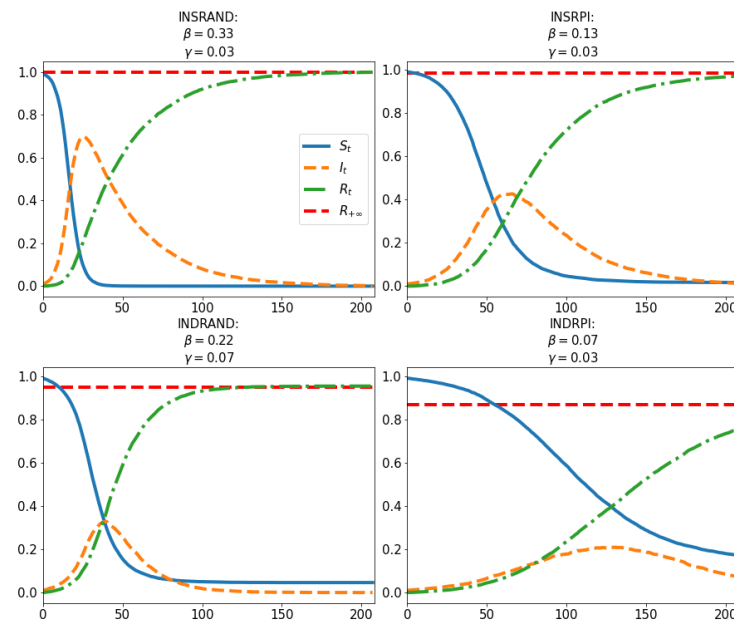 INSRAND:
β = 0.33
γ = 0.03
1.0
0.8
0.6
0.4
0.2
0.0
0 50 100 150 200
S_t
I_t
R_t
R_{+∞}
INSRPI:
β = 0.13
γ = 0.03
1.0
0.8
0.6
0.4
0.2
0.0
0 50 100 150 200
INDRAND:
β = 0.22
γ = 0.07
1.0
0.8
0.6
0.4
0.2
0.0
0 50 100 150 200
INDRPI:
β = 0.07
γ = 0.03
1.0
0.8
0.6
0.4
0.2
0.0
0 50 100 150 200